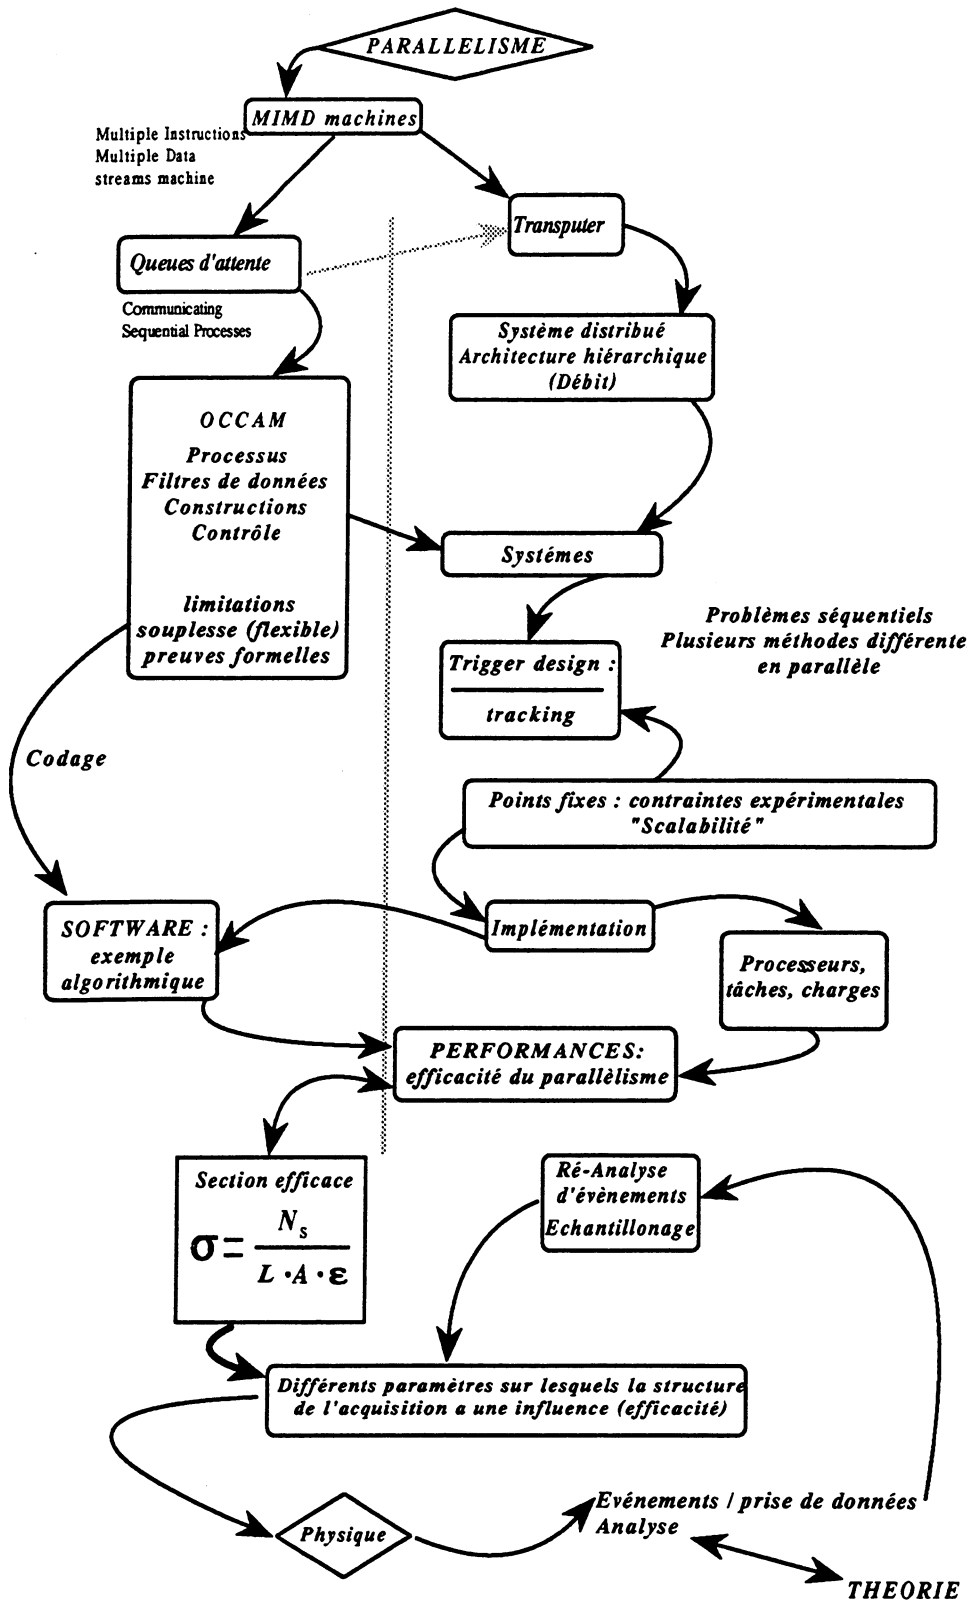 PARALLELISME
MIMD machines
Multiple Instructions
Multiple Data
streams machine
Transputer
Queues d'attente
Communicating
Sequential Processes
Système distribué
Architecture hiérarchique
(Débit)
OCCAM
Processus
Filtres de données
Constructions
Contrôle
limitations
souplesse (flexible)
preuves formelles
Systémes
Problèmes séquentiels
Plusieurs méthodes différente
en parallèle
Trigger design :
tracking
Codage
Points fixes : contraintes expérimentales
"Scalabilité"
SOFTWARE :
exemple
algorithmique
Implémentation
Processeurs,
tâches, charges
PERFORMANCES:
efficacité du parallèlisme
Section efficace
σ = N_s / L · A · ε
Ré-Analyse
d'évènements
Echantillonage
Différents paramètres sur lesquels la structure
de l'acquisition a une influence (efficacité)
Physique
Evénements / prise de données
Analyse
THEORIE